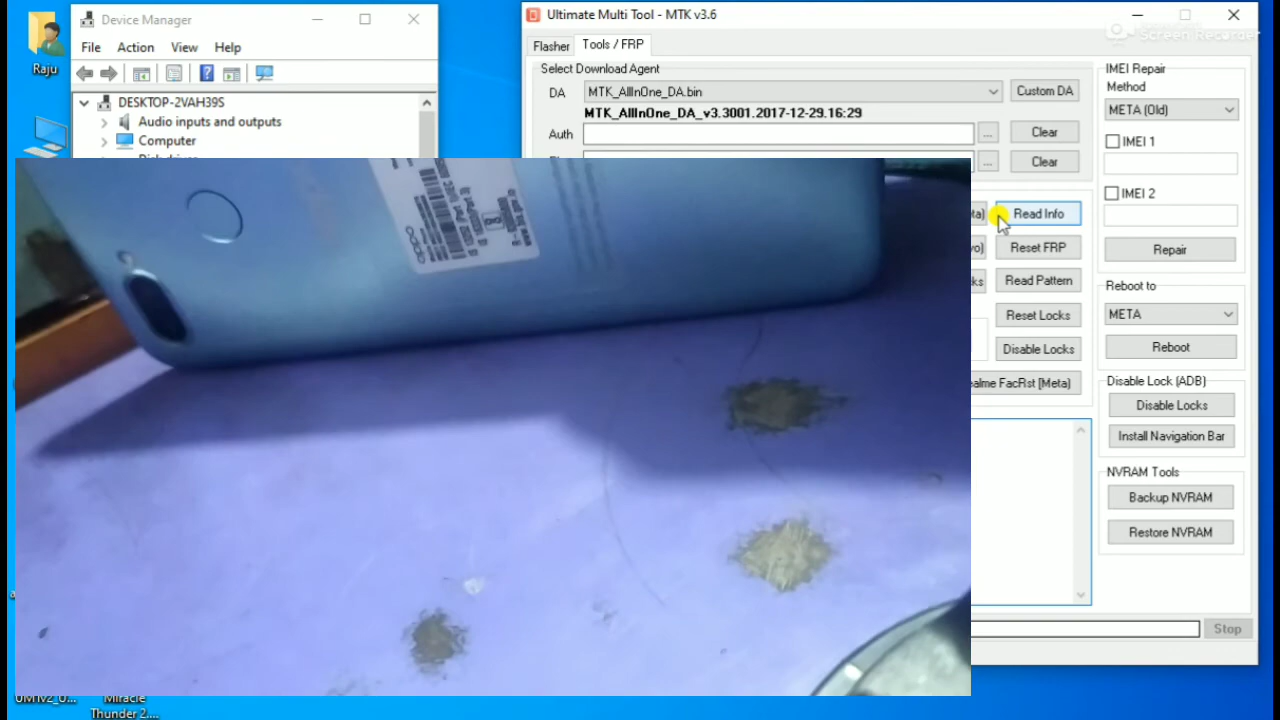 Raju
Device Manager
File Action View Help
DESKTOP-2VAH39S
Audio inputs and outputs
Computer
Ultimate Multi Tool - MTK v3.6
Flasher Tools / FRP
Select Download Agent
DA MTK_AllInOne_DA.bin Custom DA
MTK_AllInOne_DA_v3.3001.2017-12-29.16:29
Auth ... Clear
... Clear
Read Info
Reset FRP
Read Pattern
Reset Locks
Disable Locks
ealme FacRst [Meta]
Stop
IMEI Repair
Method
META (Old)
IMEI 1
IMEI 2
Repair
Reboot to
META
Reboot
Disable Lock (ADB)
Disable Locks
Install Navigation Bar
NVRAM Tools
Backup NVRAM
Restore NVRAM
Screen Recorder
oppo
Miracle
Thunder 2....